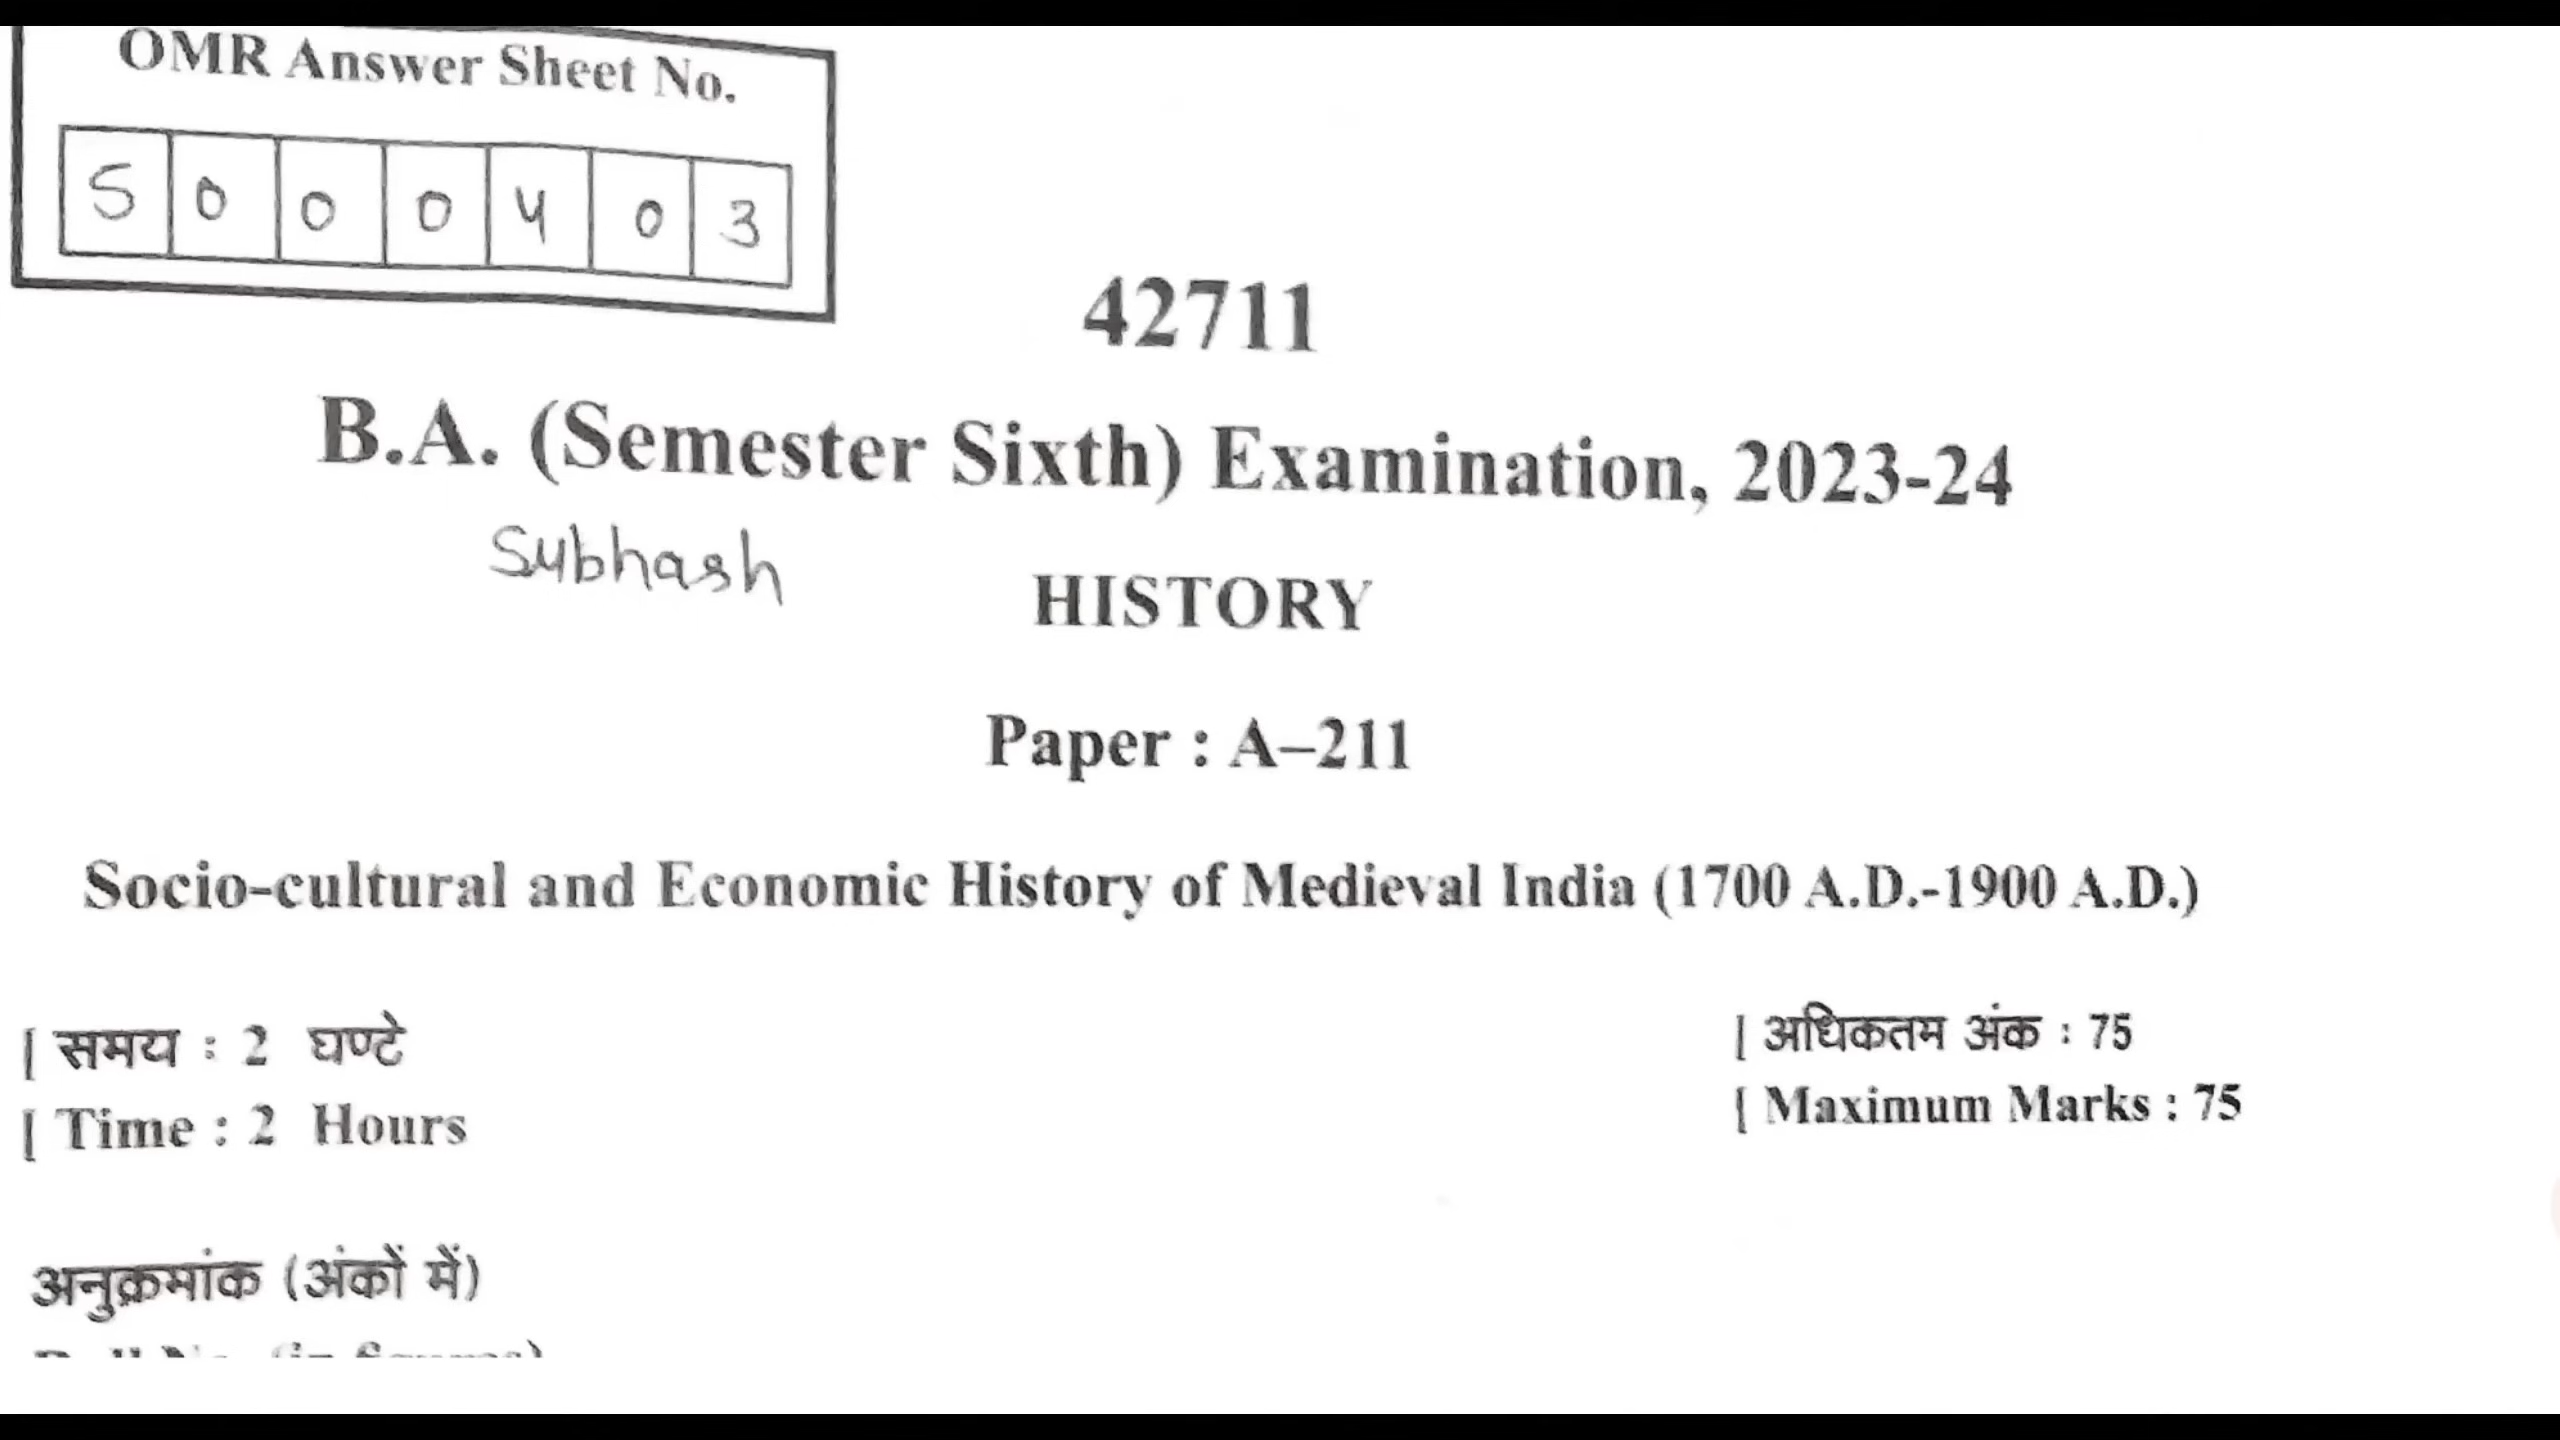 OMR Answer Sheet No.
5 0 0 0 4 0 3
42711
B.A. (Semester Sixth) Examination, 2023-24
Subhash
HISTORY
Paper : A–211
Socio-cultural and Economic History of Medieval India (1700 A.D.-1900 A.D.)
[ समय : 2 घण्टे
[ अधिकतम अंक : 75
[ Time : 2 Hours
[ Maximum Marks : 75
अनुक्रमांक (अंकों में)